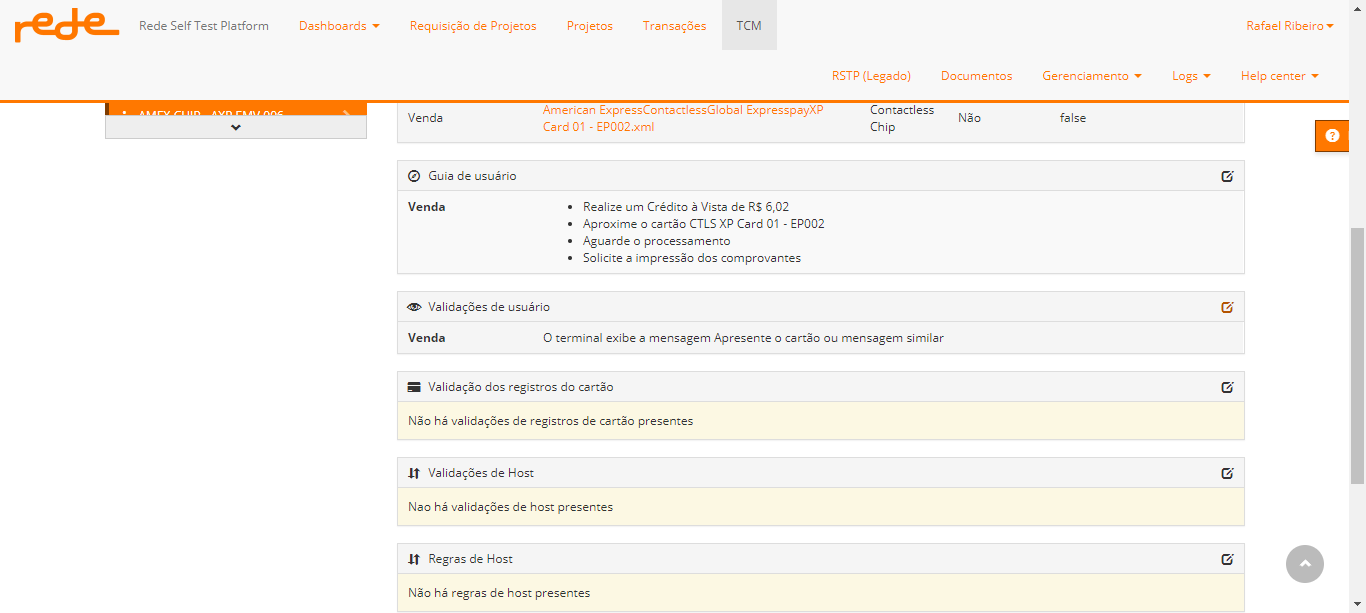 rede
Rede Self Test Platform
Dashboards
Requisição de Projetos
Projetos
Transações
TCM
Rafael Ribeiro
RSTP (Legado)
Documentos
Gerenciamento
Logs
Help center
AMEX CHIP - AXP EMV 006
Venda
American ExpressContactlessGlobal ExpresspayXP
Card 01 - EP002.xml
Contactless
Chip
Não
false
Guia de usuário
Venda
Realize um Crédito à Vista de R$ 6,02
Aproxime o cartão CTLS XP Card 01 - EP002
Aguarde o processamento
Solicite a impressão dos comprovantes
Validações de usuário
Venda
O terminal exibe a mensagem Apresente o cartão ou mensagem similar
Validação dos registros do cartão
Não há validações de registros de cartão presentes
Validações de Host
Nao há validações de host presentes
Regras de Host
Não há regras de host presentes